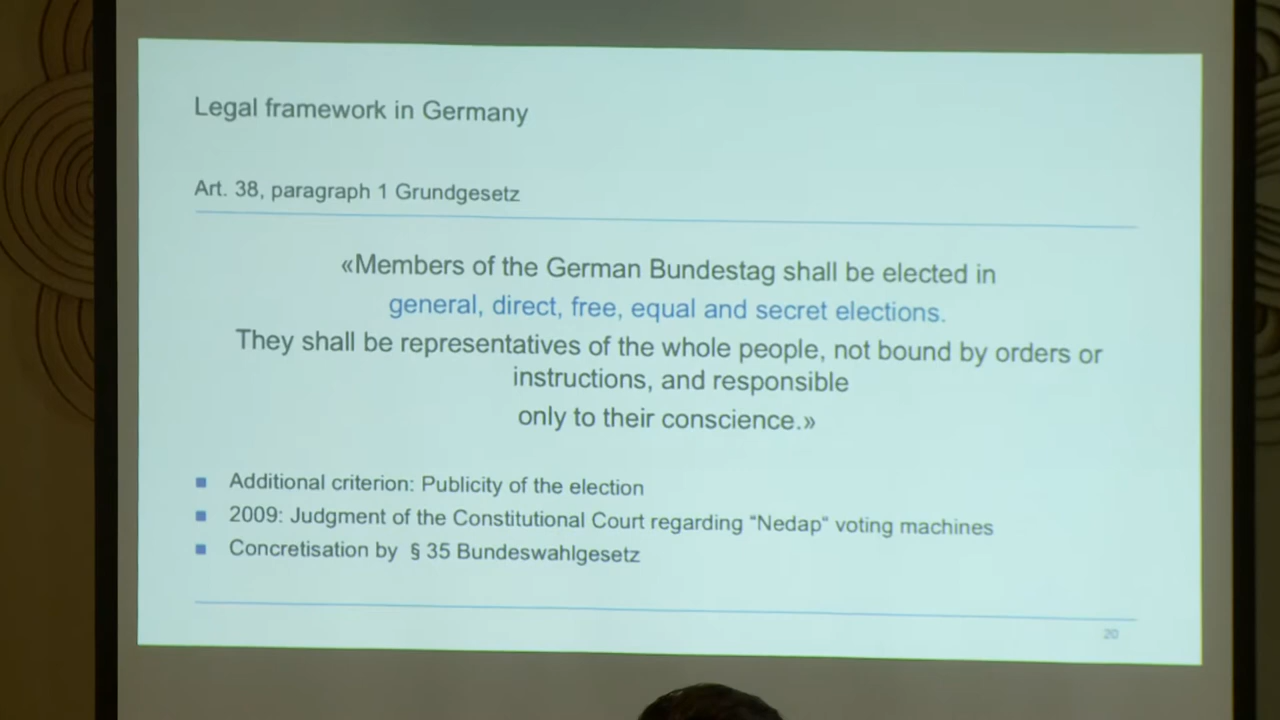 Legal framework in Germany
Art. 38, paragraph 1 Grundgesetz
«Members of the German Bundestag shall be elected in
general, direct, free, equal and secret elections.
They shall be representatives of the whole people, not bound by orders or
instructions, and responsible
only to their conscience.»
■ Additional criterion: Publicity of the election
■ 2009: Judgment of the Constitutional Court regarding "Nedap" voting machines
■ Concretisation by § 35 Bundeswahlgesetz
20